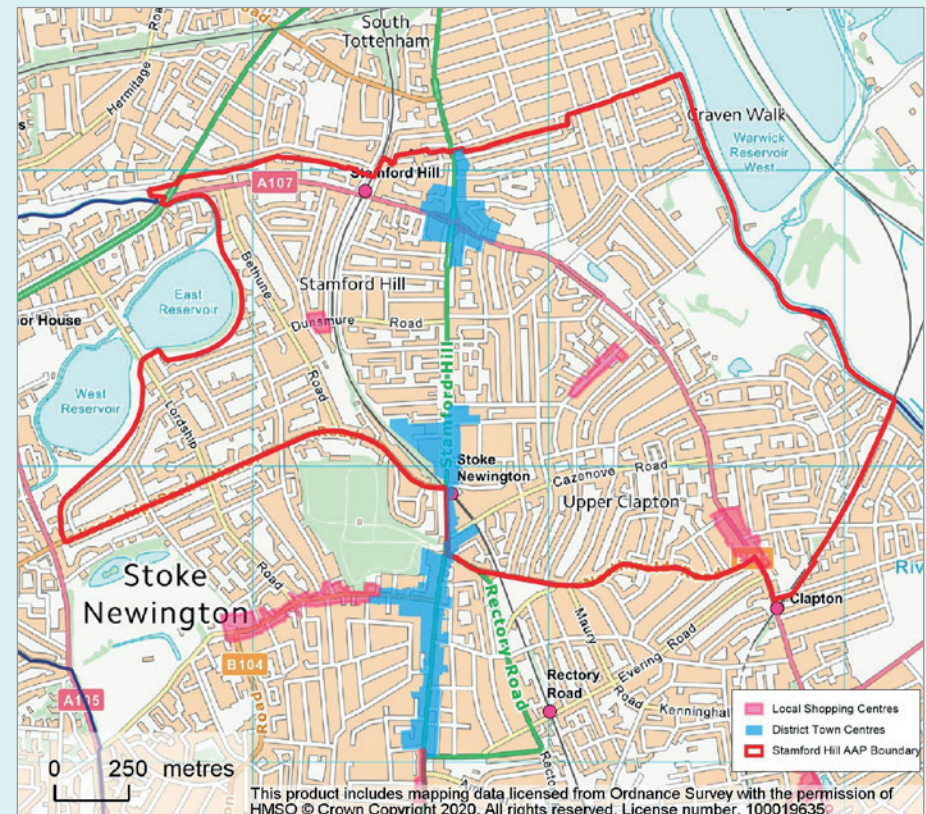 South
Tottenham
Road
Hermitage
Craven Walk
Warwick
Reservoir
West
Stamford Hill
A107
East
Reservoir
Bethune
Road
Stamford Hill
or House
Dunsmure Road
West
Reservoir
Lordship
Road
Stamford Hill
Stoke
Newington
Cazenove Road
Upper Clapton
Stoke
Newington
Clapton
Riv
Rectory Road
Maury
Road
Evering Road
B104
Road
A105
Rectory
Road
Kenninghal
Local Shopping Centres
District Town Centres
Stamford Hill AAP Boundary
0 250 metres
This product includes mapping data licensed from Ordnance Survey with the permission of
HMSO © Crown Copyright 2020. All rights reserved. License number. 100019635.